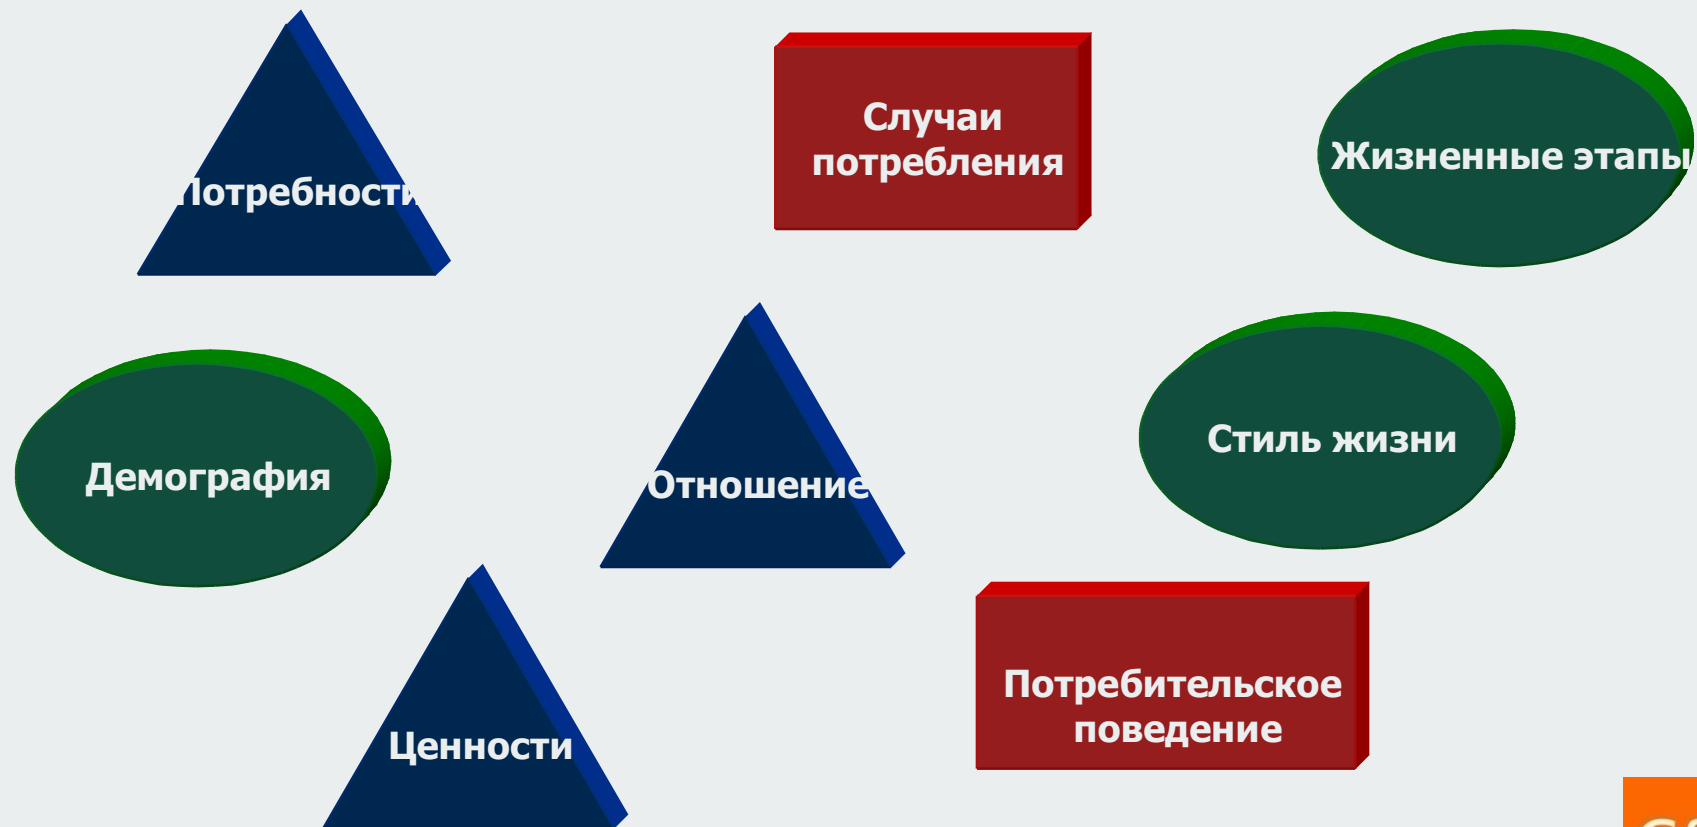 Случаи
потребления
Жизненные этапы
Потребности
Стиль жизни
Демография
Отношение
Потребительское
поведение
Ценности